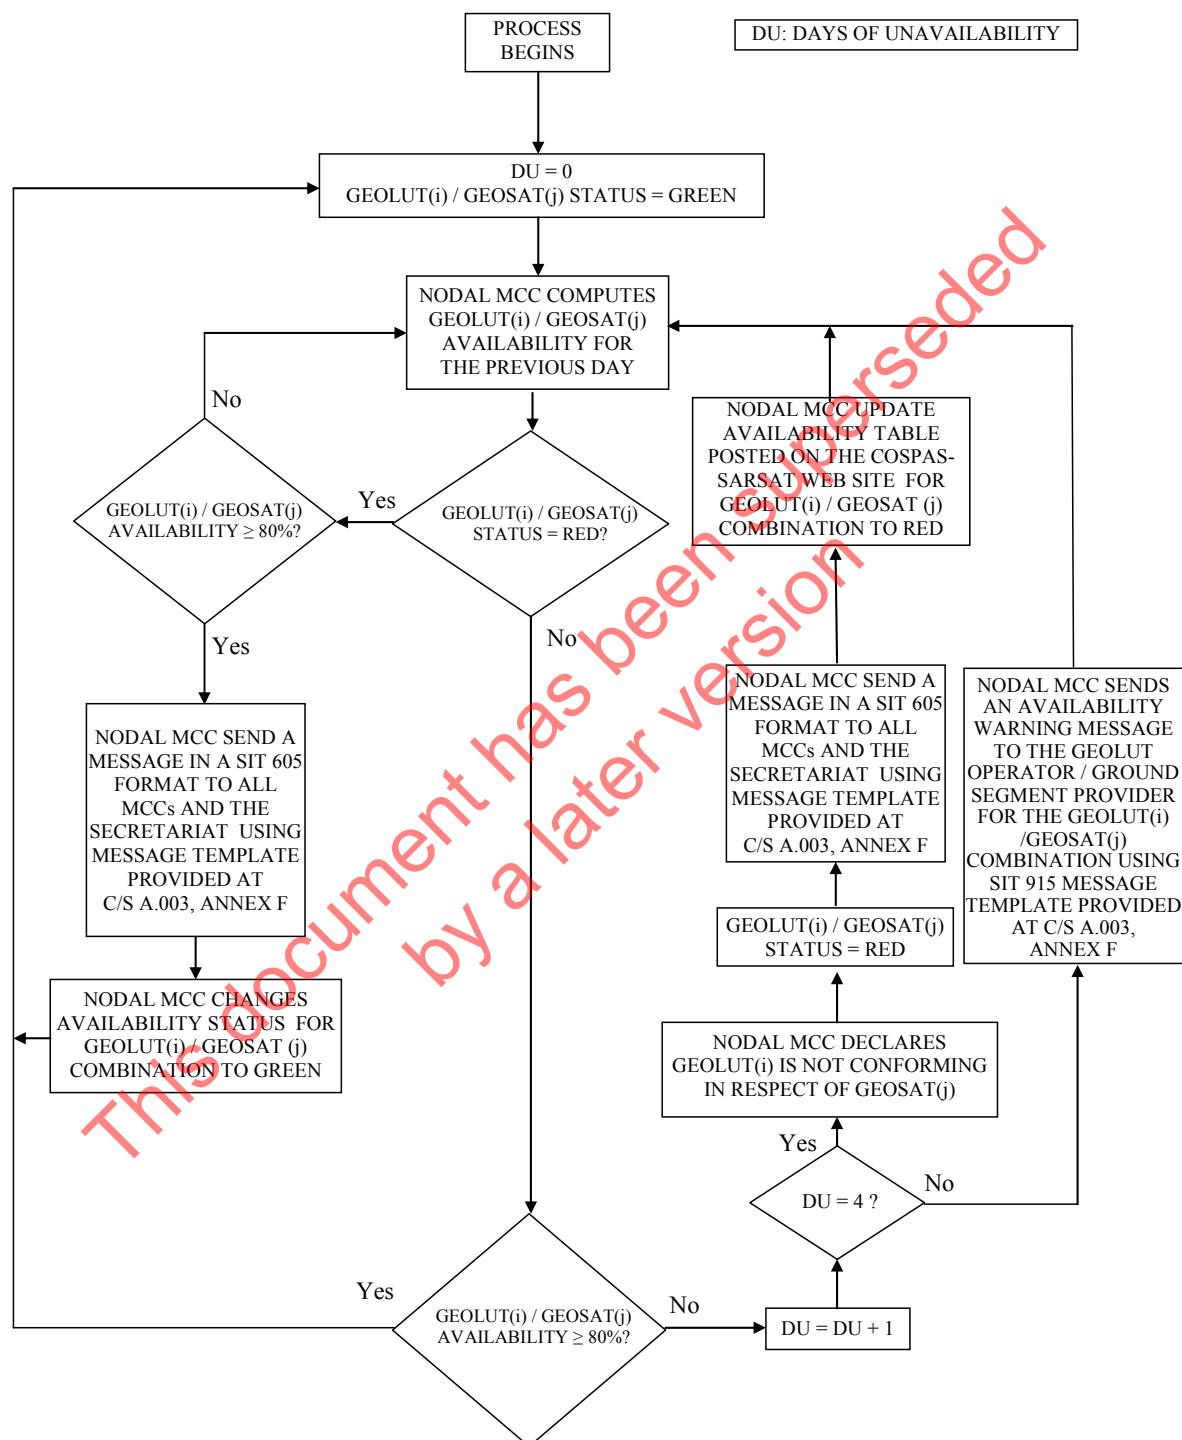 PROCESS
BEGINS
DU: DAYS OF UNAVAILABILITY
DU = 0
GEOLUT(i) / GEOSAT(j) STATUS = GREEN
NODAL MCC COMPUTES
GEOLUT(i) / GEOSAT(j)
AVAILABILITY FOR
THE PREVIOUS DAY
No
GEOLUT(i) / GEOSAT(j)
AVAILABILITY ≥ 80%?
Yes
GEOLUT(i) / GEOSAT(j)
STATUS = RED?
NODAL MCC UPDATE
AVAILABILITY TABLE
POSTED ON THE COSPAS-
SARSAT WEB SITE FOR
GEOLUT(i) / GEOSAT (j)
COMBINATION TO RED
Yes
No
NODAL MCC SEND A
MESSAGE IN A SIT 605
FORMAT TO ALL
MCCs AND THE
SECRETARIAT USING
MESSAGE TEMPLATE
PROVIDED AT
C/S A.003, ANNEX F
NODAL MCC SEND A
MESSAGE IN A SIT 605
FORMAT TO ALL
MCCs AND THE
SECRETARIAT USING
MESSAGE TEMPLATE
PROVIDED AT
C/S A.003, ANNEX F
NODAL MCC SENDS
AN AVAILABILITY
WARNING MESSAGE
TO THE GEOLUT
OPERATOR / GROUND
SEGMENT PROVIDER
FOR THE GEOLUT(i)
/GEOSAT(j)
COMBINATION USING
SIT 915 MESSAGE
TEMPLATE PROVIDED
AT C/S A.003,
ANNEX F
GEOLUT(i) / GEOSAT(j)
STATUS = RED
NODAL MCC CHANGES
AVAILABILITY STATUS FOR
GEOLUT(i) / GEOSAT (j)
COMBINATION TO GREEN
NODAL MCC DECLARES
GEOLUT(i) IS NOT CONFORMING
IN RESPECT OF GEOSAT(j)
Yes
DU = 4 ?
No
Yes
GEOLUT(i) / GEOSAT(j)
AVAILABILITY ≥ 80%?
No
DU = DU + 1
This document has been superseded
by a later version